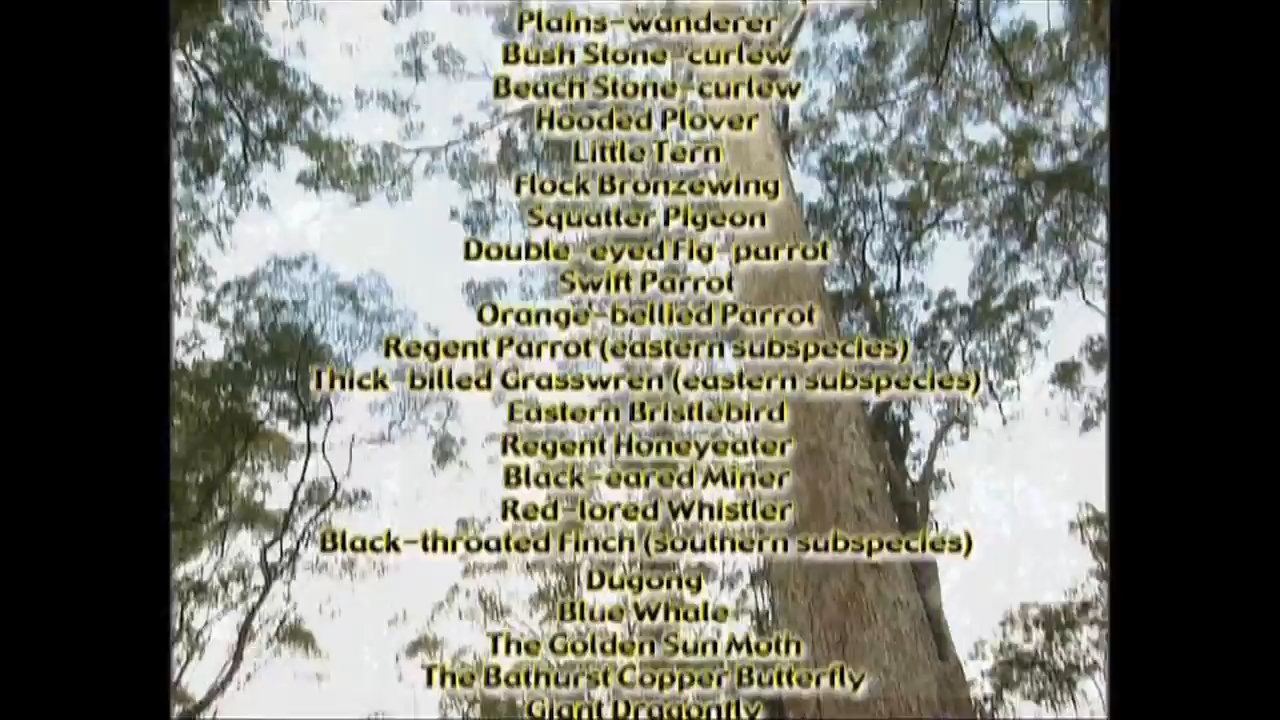 Plains-wanderer
Bush Stone-curlew
Beach Stone-curlew
Hooded Plover
Little Tern
Flock Bronzewing
Squatter Pigeon
Double-eyed Fig-parrot
Swift Parrot
Orange-bellied Parrot
Regent Parrot (eastern subspecies)
Thick-billed Grasswren (eastern subspecies)
Eastern Bristlebird
Regent Honeyeater
Black-eared Miner
Red-lored Whistler
Black-throated Finch (southern subspecies)
Dugong
Blue Whale
The Golden Sun Moth
The Bathurst Copper Butterfly
Giant Dragonfly